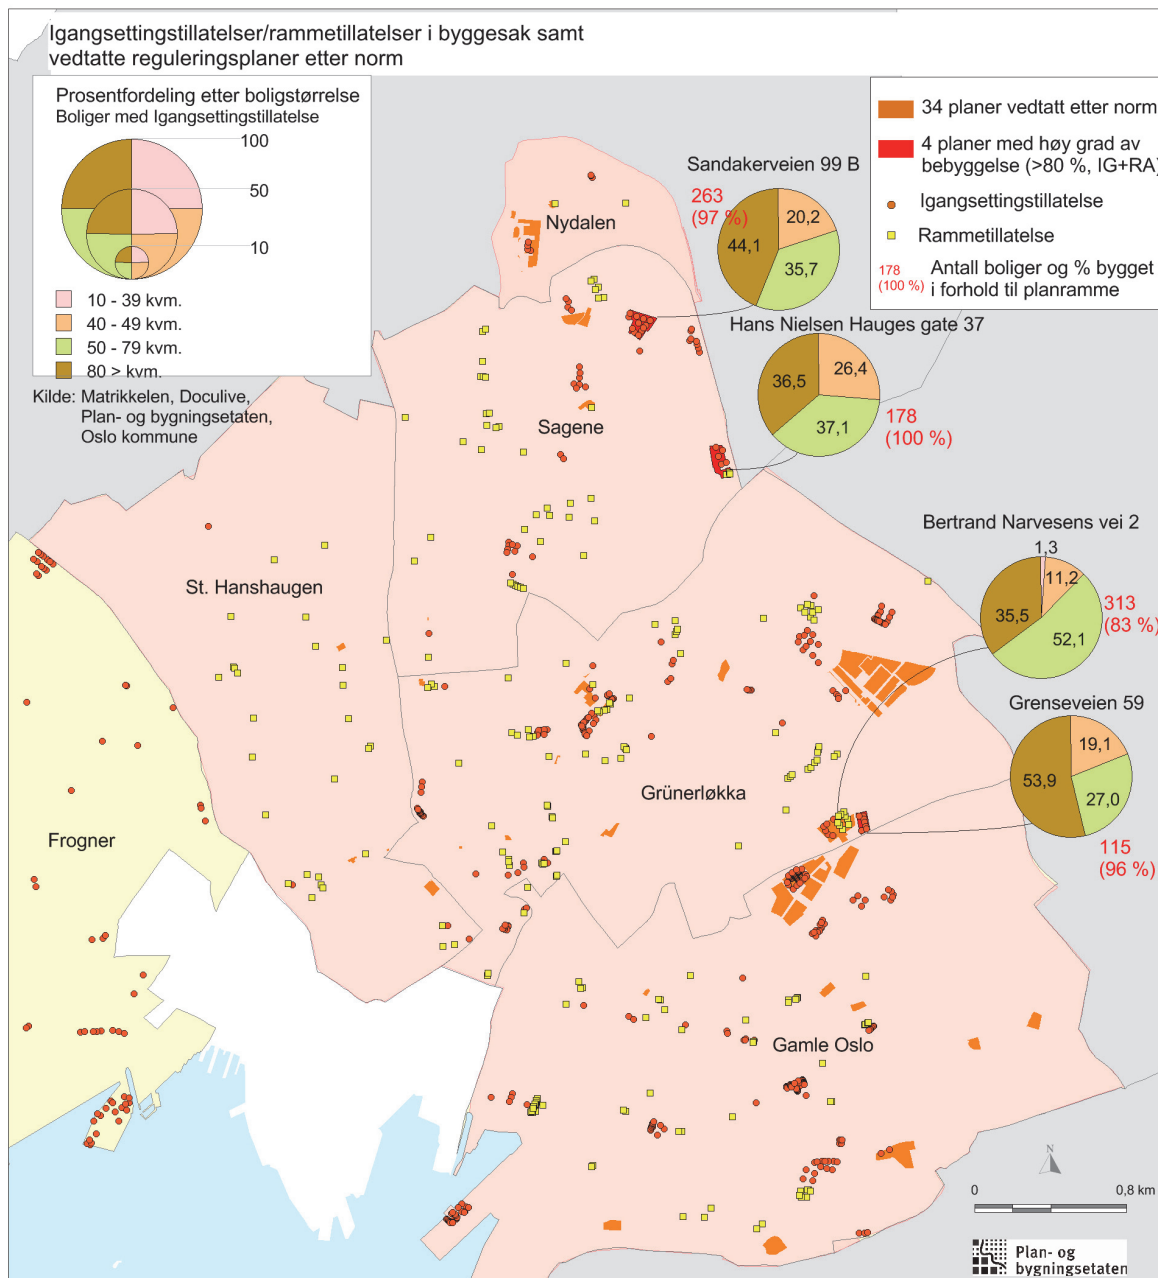 Igangsettingstillatelser/rammetillatelser i byggesak samt
vedtatte reguleringsplaner etter norm
Prosentfordeling etter boligstørrelse
Boliger med Igangsettingstillatelse
100
50
10
10 - 39 kvm.
40 - 49 kvm.
50 - 79 kvm.
80 > kvm.
Kilde: Matrikkelen, Doculive,
Plan- og bygningsetaten,
Oslo kommune
34 planer vedtatt etter norm
4 planer med høy grad av
bebyggelse (>80 %, IG+RA)
Igangsettingstillatelse
Rammetillatelse
178
(100 %)
Antall boliger og % bygget
i forhold til planramme
Sandakerveien 99 B
263
(97 %)
20,2
44,1
35,7
Nydalen
Hans Nielsen Hauges gate 37
36,5
26,4
37,1
178
(100 %)
Sagene
Bertrand Narvesens vei 2
1,3
11,2
35,5
52,1
313
(83 %)
St. Hanshaugen
Grenseveien 59
19,1
53,9
27,0
115
(96 %)
Grünerløkka
Frogner
Gamle Oslo
N
0
0,8 km
Plan- og
bygningsetaten